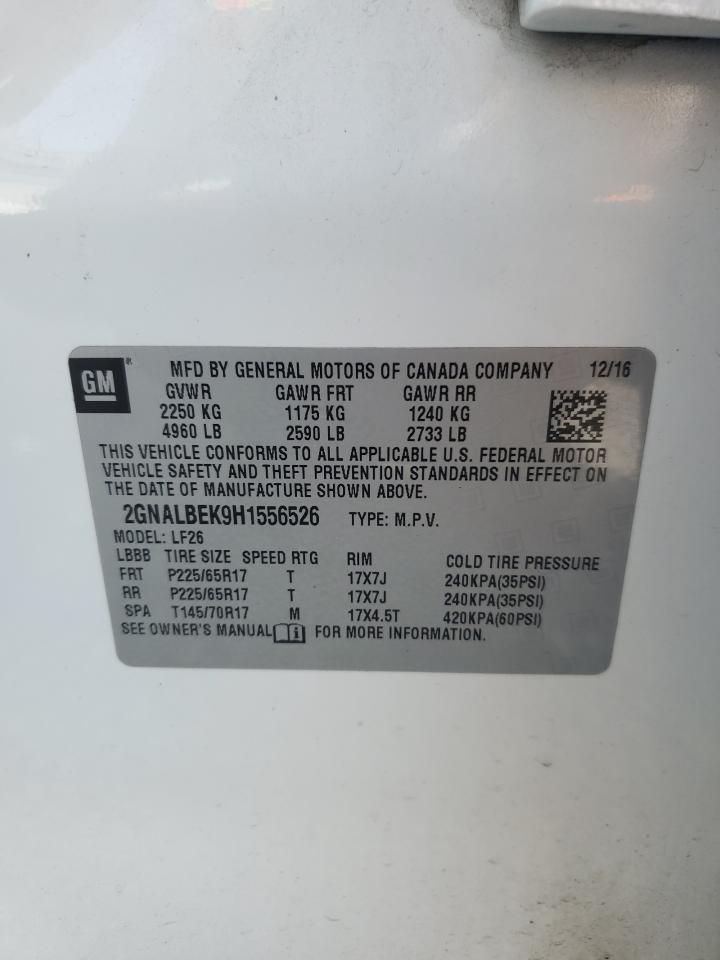 GM ® MFD BY GENERAL MOTORS OF CANADA COMPANY 12/16
GVWR GAWR FRT GAWR RR
2250 KG 1175 KG 1240 KG
4960 LB 2590 LB 2733 LB
THIS VEHICLE CONFORMS TO ALL APPLICABLE U.S. FEDERAL MOTOR
VEHICLE SAFETY AND THEFT PREVENTION STANDARDS IN EFFECT ON
THE DATE OF MANUFACTURE SHOWN ABOVE.
2GNALBEK9H1556526 TYPE: M.P.V.
MODEL: LF26
LBBB TIRE SIZE SPEED RTG RIM COLD TIRE PRESSURE
FRT P225/65R17 T 17X7J 240KPA(35PSI)
RR P225/65R17 T 17X7J 240KPA(35PSI)
SPA T145/70R17 M 17X4.5T 420KPA(60PSI)
SEE OWNER'S MANUAL i FOR MORE INFORMATION.